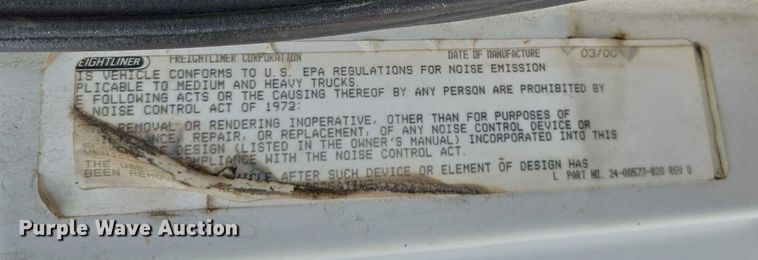 EIGHTLINER FREIGHTLINER CORPORATION DATE OF MANUFACTURE 03/00
IS VEHICLE CONFORMS TO U.S. EPA REGULATIONS FOR NOISE EMISSION
PLICABLE TO MEDIUM AND HEAVY TRUCKS.
E FOLLOWING ACTS OR THE CAUSING THEREOF BY ANY PERSON ARE PROHIBITED BY
NOISE CONTROL ACT OF 1972:
REMOVAL OR RENDERING INOPERATIVE, OTHER THAN FOR PURPOSES OF
REPAIR, OR REPLACEMENT, OF ANY NOISE CONTROL DEVICE OR
DESIGN (LISTED IN THE OWNER'S MANUAL) INCORPORATED INTO THIS
COMPLIANCE WITH THE NOISE CONTROL ACT.
THE AFTER SUCH DEVICE OR ELEMENT OF DESIGN HAS
BEEN L PART NO. 24-00577-020 REV D
Purple Wave Auction